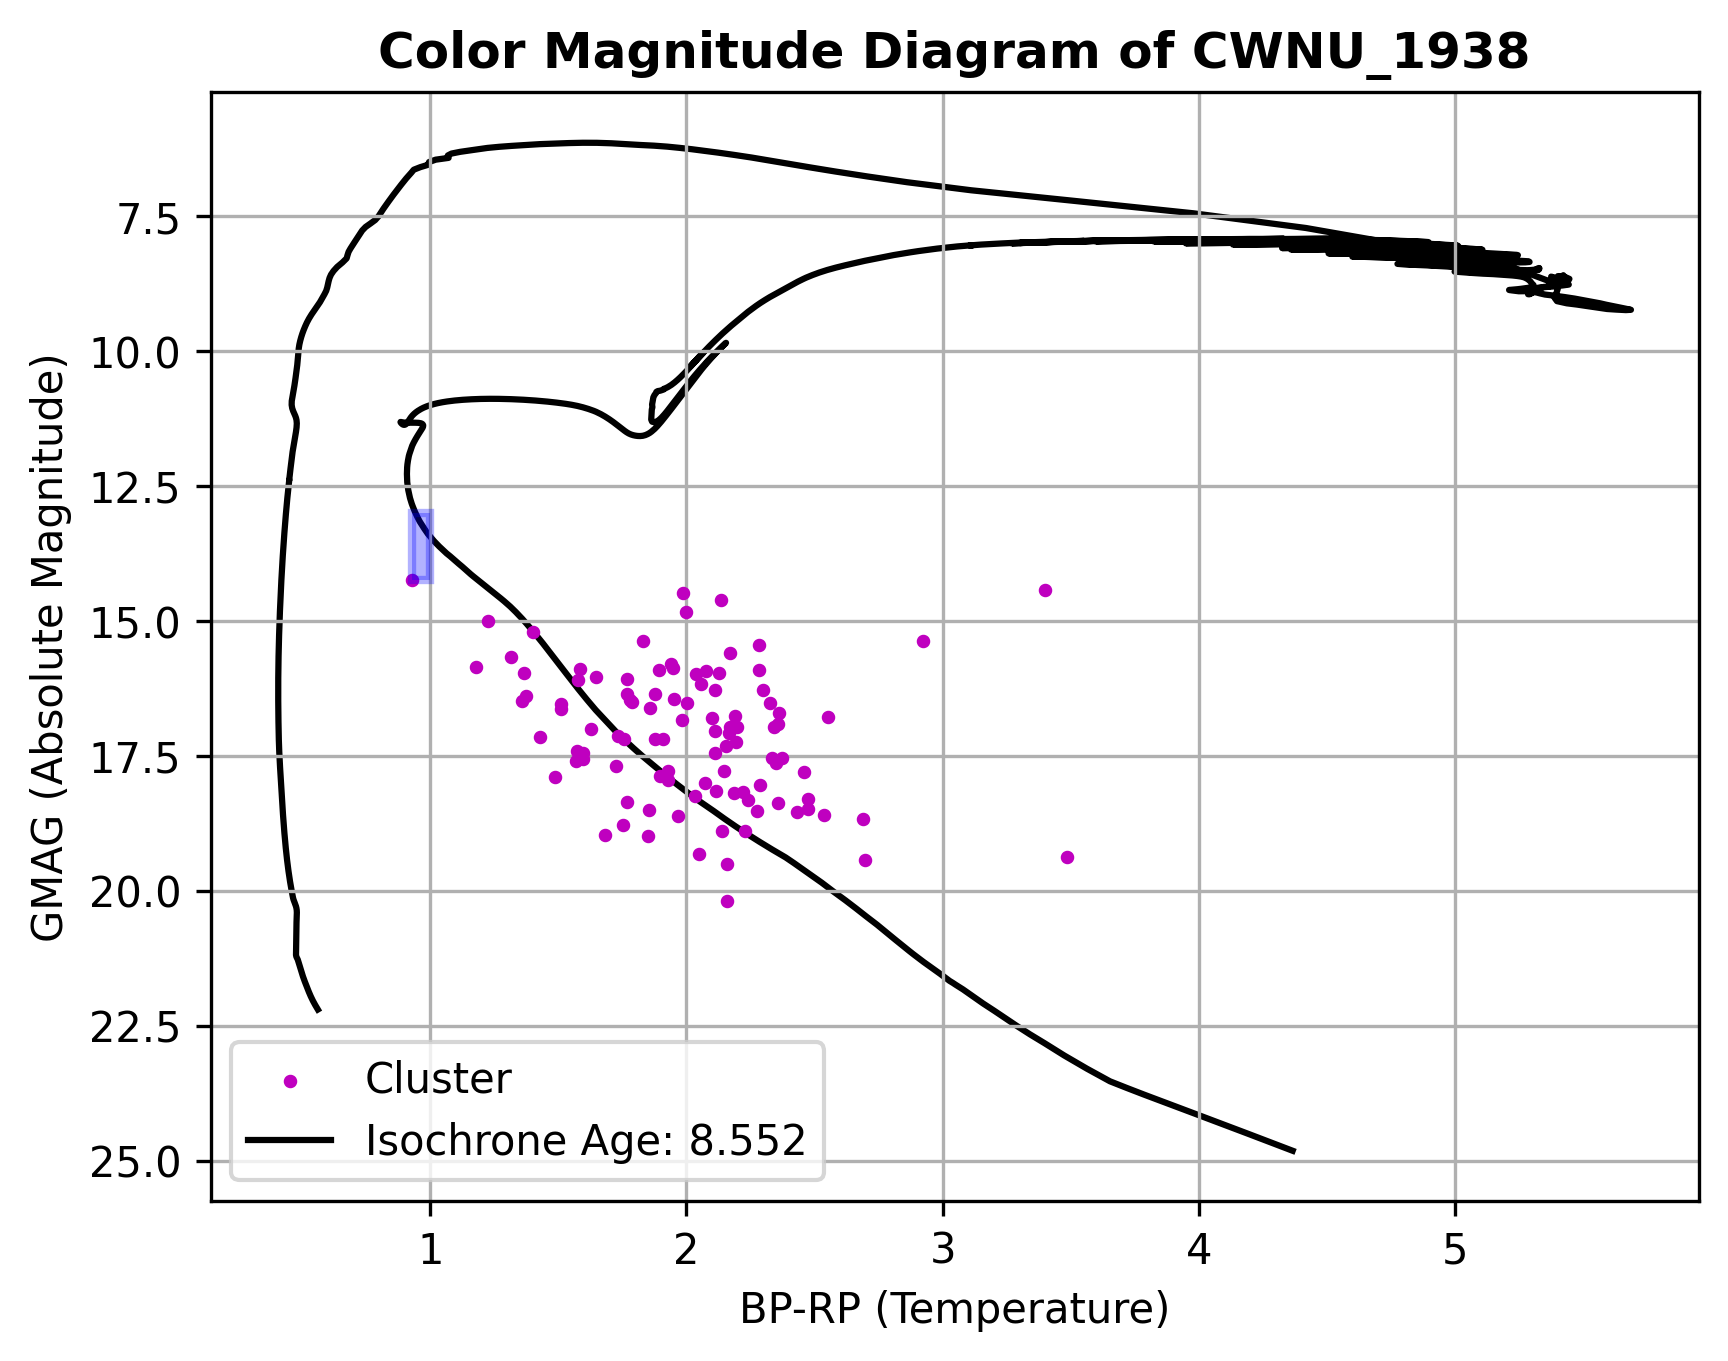 Color Magnitude Diagram of CWNU_1938
GMAG (Absolute Magnitude)
7.5
10.0
12.5
15.0
17.5
20.0
22.5
25.0
Cluster
Isochrone Age: 8.552
1
2
3
4
5
BP-RP (Temperature)